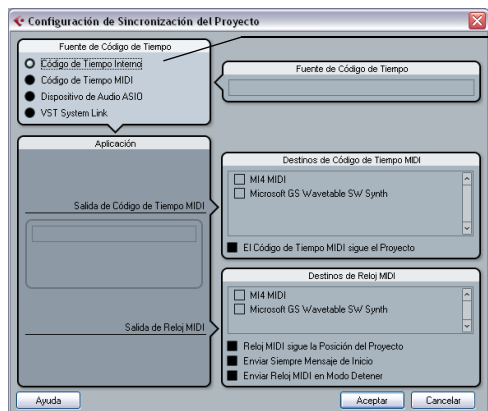 Configuración de Sincronización del Proyecto
Fuente de Código de Tiempo
Código de Tiempo Interno
Código de Tiempo MIDI
Dispositivo de Audio ASIO
VST System Link
Fuente de Código de Tiempo
Aplicación
Salida de Código de Tiempo MIDI
Salida de Reloj MIDI
Destinos de Código de Tiempo MIDI
MI4 MIDI
Microsoft GS Wavetable SW Synth
El Código de Tiempo MIDI sigue el Proyecto
Destinos de Reloj MIDI
MI4 MIDI
Microsoft GS Wavetable SW Synth
Reloj MIDI sigue la Posición del Proyecto
Enviar Siempre Mensaje de Inicio
Enviar Reloj MIDI en Modo Detener
Ayuda
Aceptar
Cancelar